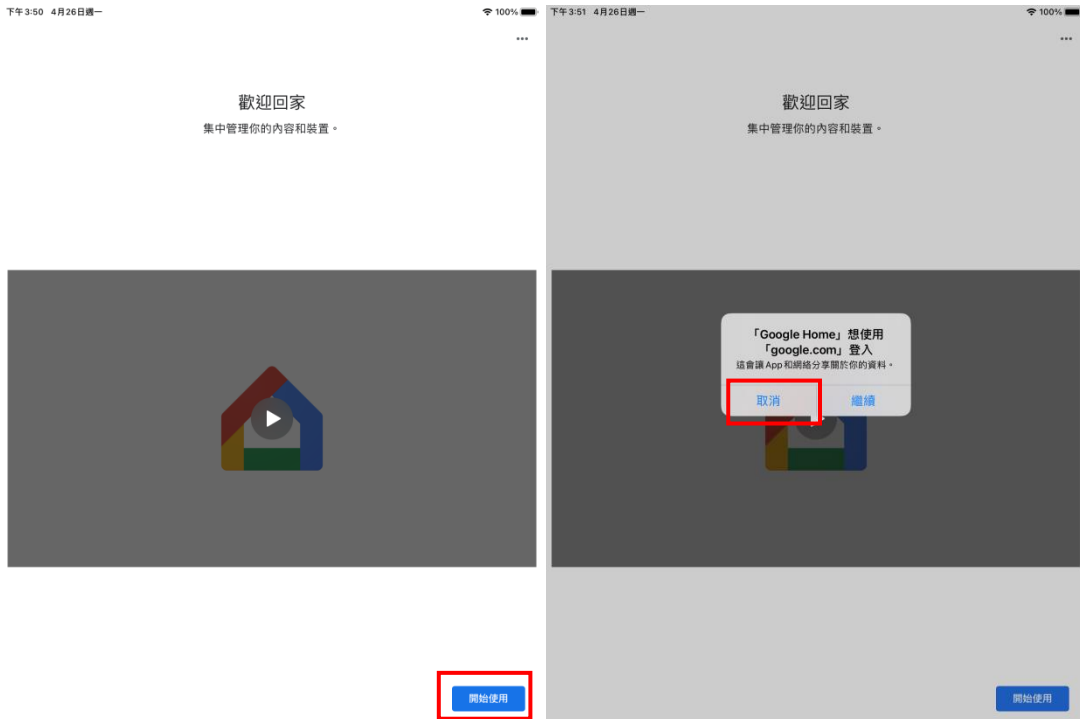 下午3:50 4月26日週一
100%
歡迎回家
集中管理你的內容和裝置。
開始使用
下午3:51 4月26日週一
100%
歡迎回家
集中管理你的內容和裝置。
「Google Home」想使用
「google.com」登入
這會讓App和網絡分享關於你的資料。
取消
繼續
開始使用